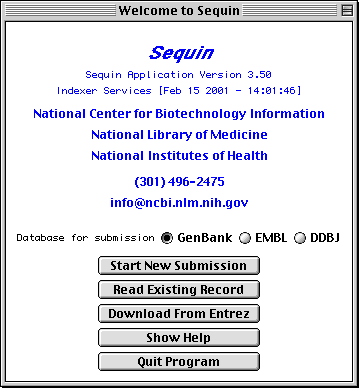 Welcome to Sequin
Sequin
Sequin Application Version 3.50
Indexer Services [Feb 15 2001 - 14:01:46]
National Center for Biotechnology Information
National Library of Medicine
National Institutes of Health
(301) 496-2475
info@ncbi.nlm.nih.gov
Database for submission GenBank EMBL DDBJ
Start New Submission
Read Existing Record
Download From Entrez
Show Help
Quit Program